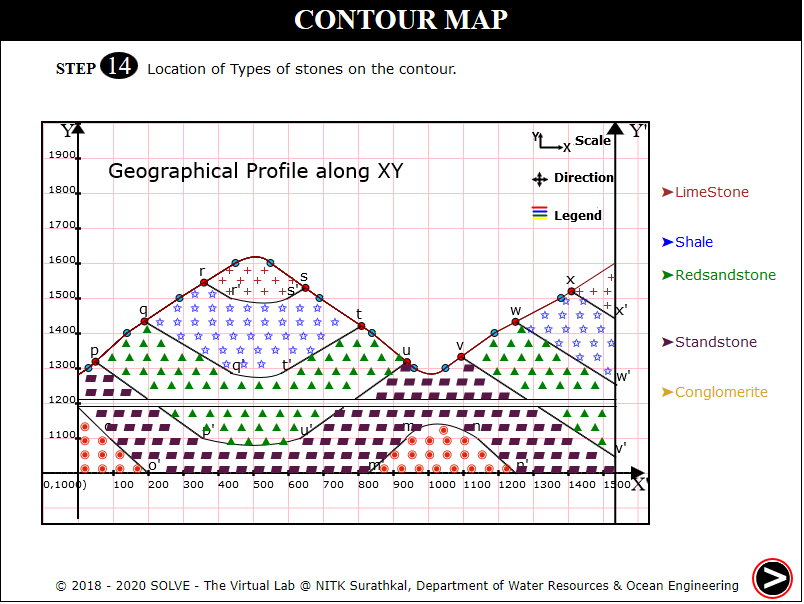 CONTOUR MAP
STEP 14 Location of Types of stones on the contour.
Y Y'
Y X Scale
Geographical Profile along XY
Direction
Legend
1900
1800
1700
1600
1500
1400
1300
1200
1100
LimeStone
Shale
Redsandstone
Standstone
Conglomerite
r s x
r' s' x'
q t w
p q' t' u v w'
o p' u' m n v'
o' m' n'
0,1000) 100 200 300 400 500 600 700 800 900 1000 1100 1200 1300 1400 1500 X'
© 2018 - 2020 SOLVE - The Virtual Lab @ NITK Surathkal, Department of Water Resources & Ocean Engineering